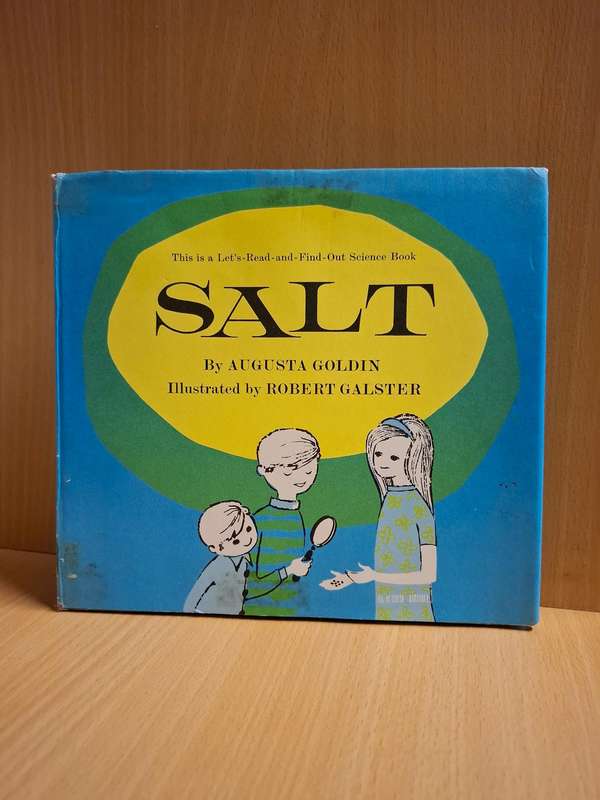 This is a Let's-Read-and-Find-Out Science Book
SALT
By AUGUSTA GOLDIN
Illustrated by ROBERT GALSTER